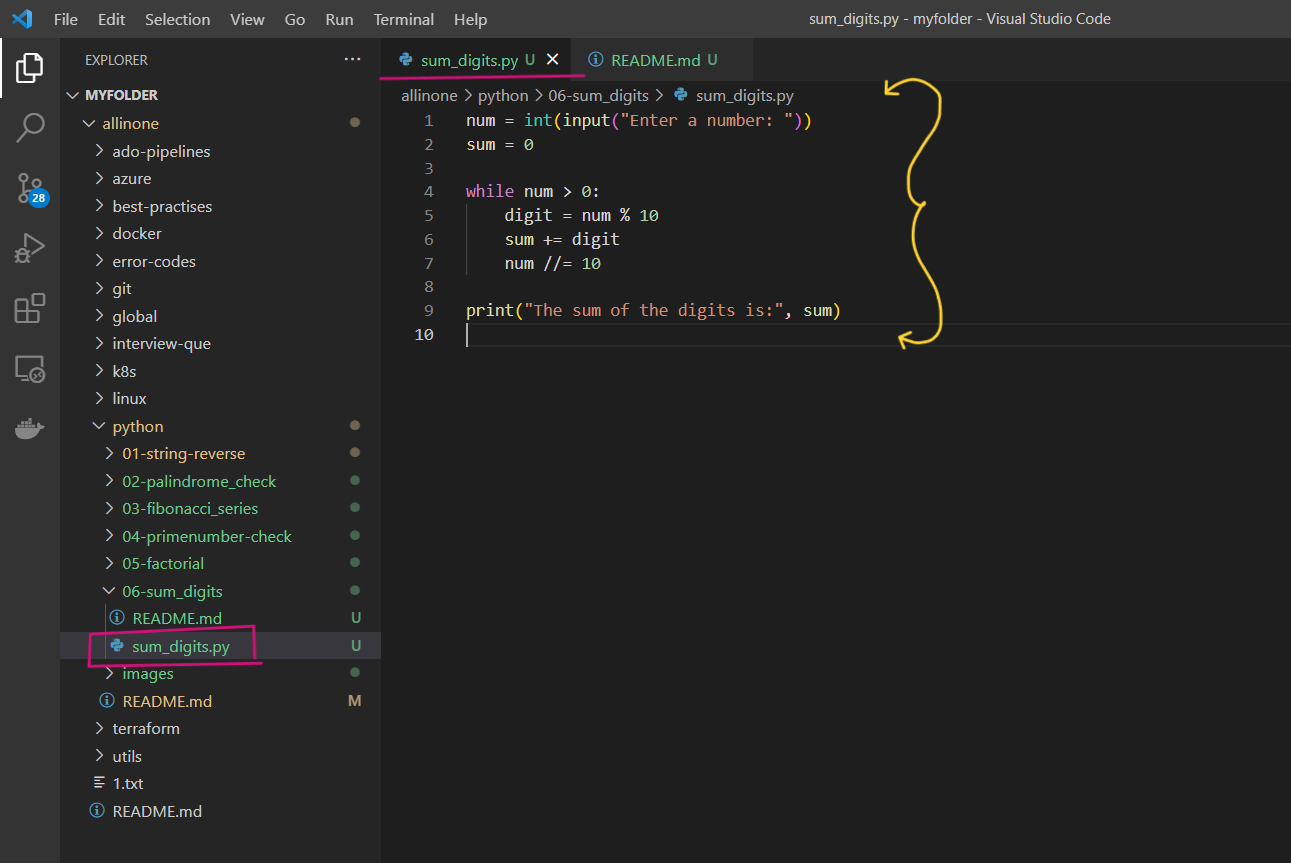 File Edit Selection View Go Run Terminal Help sum_digits.py - myfolder - Visual Studio Code
EXPLORER ···
sum_digits.py U README.md U
MYFOLDER
allinone > python > 06-sum_digits > sum_digits.py
allinone
ado-pipelines
azure
28
best-practises
docker
error-codes
git
global
interview-que
k8s
linux
python
01-string-reverse
02-palindrome_check
03-fibonacci_series
04-primenumber-check
05-factorial
06-sum_digits
README.md U
sum_digits.py U
images
README.md M
terraform
utils
1.txt
README.md
1 num = int(input("Enter a number: "))
2 sum = 0
3
4 while num > 0:
5     digit = num % 10
6     sum += digit
7     num //= 10
8
9 print("The sum of the digits is:", sum)
10